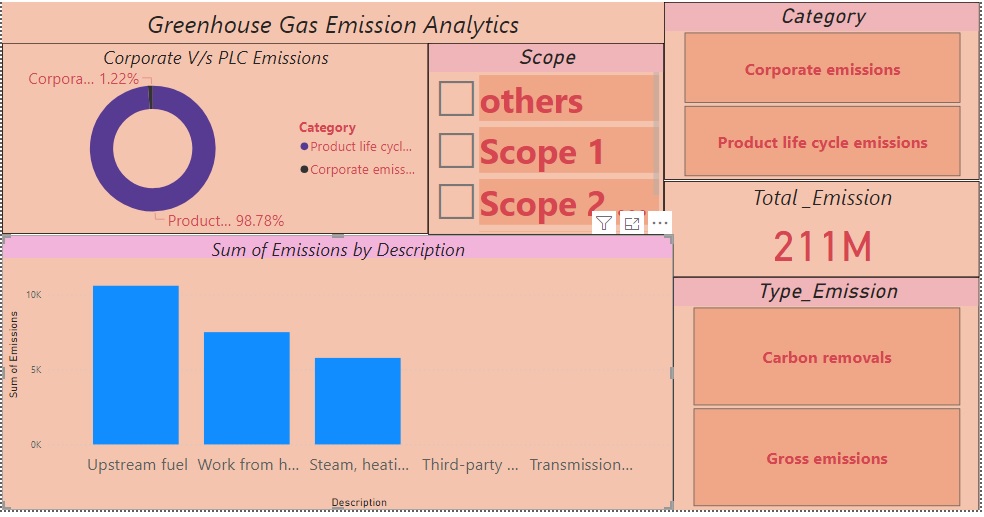 Greenhouse Gas Emission Analytics
Corporate V/s PLC Emissions
Corpora... 1.22%
Product... 98.78%
Category
Product life cycl...
Corporate emiss...
Scope
others
Scope 1
Scope 2
Category
Corporate emissions
Product life cycle emissions
Total _Emission
211M
Type_Emission
Carbon removals
Gross emissions
Sum of Emissions by Description
Sum of Emissions
10K
5K
0K
Upstream fuel
Work from h...
Steam, heati...
Third-party ...
Transmission...
Description